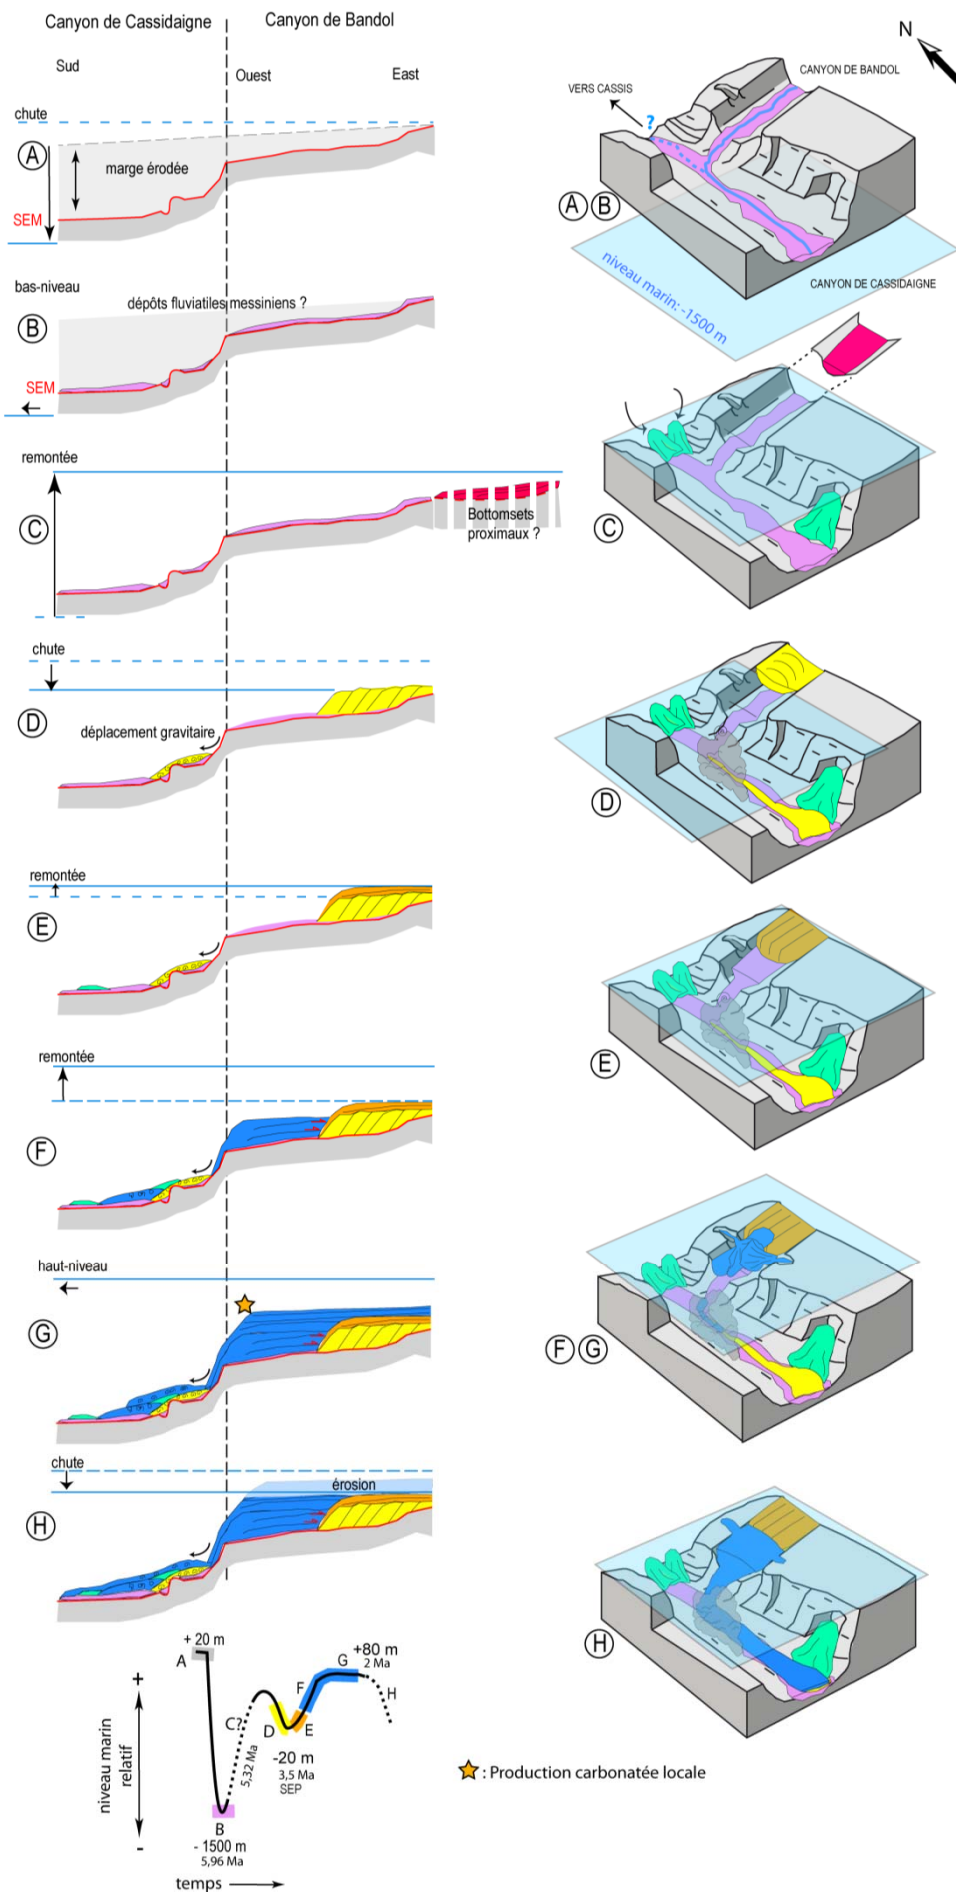 Canyon de Cassidaigne
Canyon de Bandol
Sud
Ouest
East
chute
A
marge érodée
SEM
bas-niveau
dépôts fluviatiles messiniens ?
B
SEM
remontée
C
Bottomsets
proximaux ?
chute
D
déplacement gravitaire
remontée
E
remontée
F
haut-niveau
G
chute
érosion
H
N
CANYON DE BANDOL
VERS CASSIS
?
A B
niveau marin: -1500 m
CANYON DE CASSIDAIGNE
C
D
E
F G
H
+ 20 m
A
+80 m
2 Ma
G
F
H
+
C?
D
E
niveau marin
relatif
5,32 Ma
-20 m
3,5 Ma
SEP
-
B
- 1500 m
5,96 Ma
temps
: Production carbonatée locale